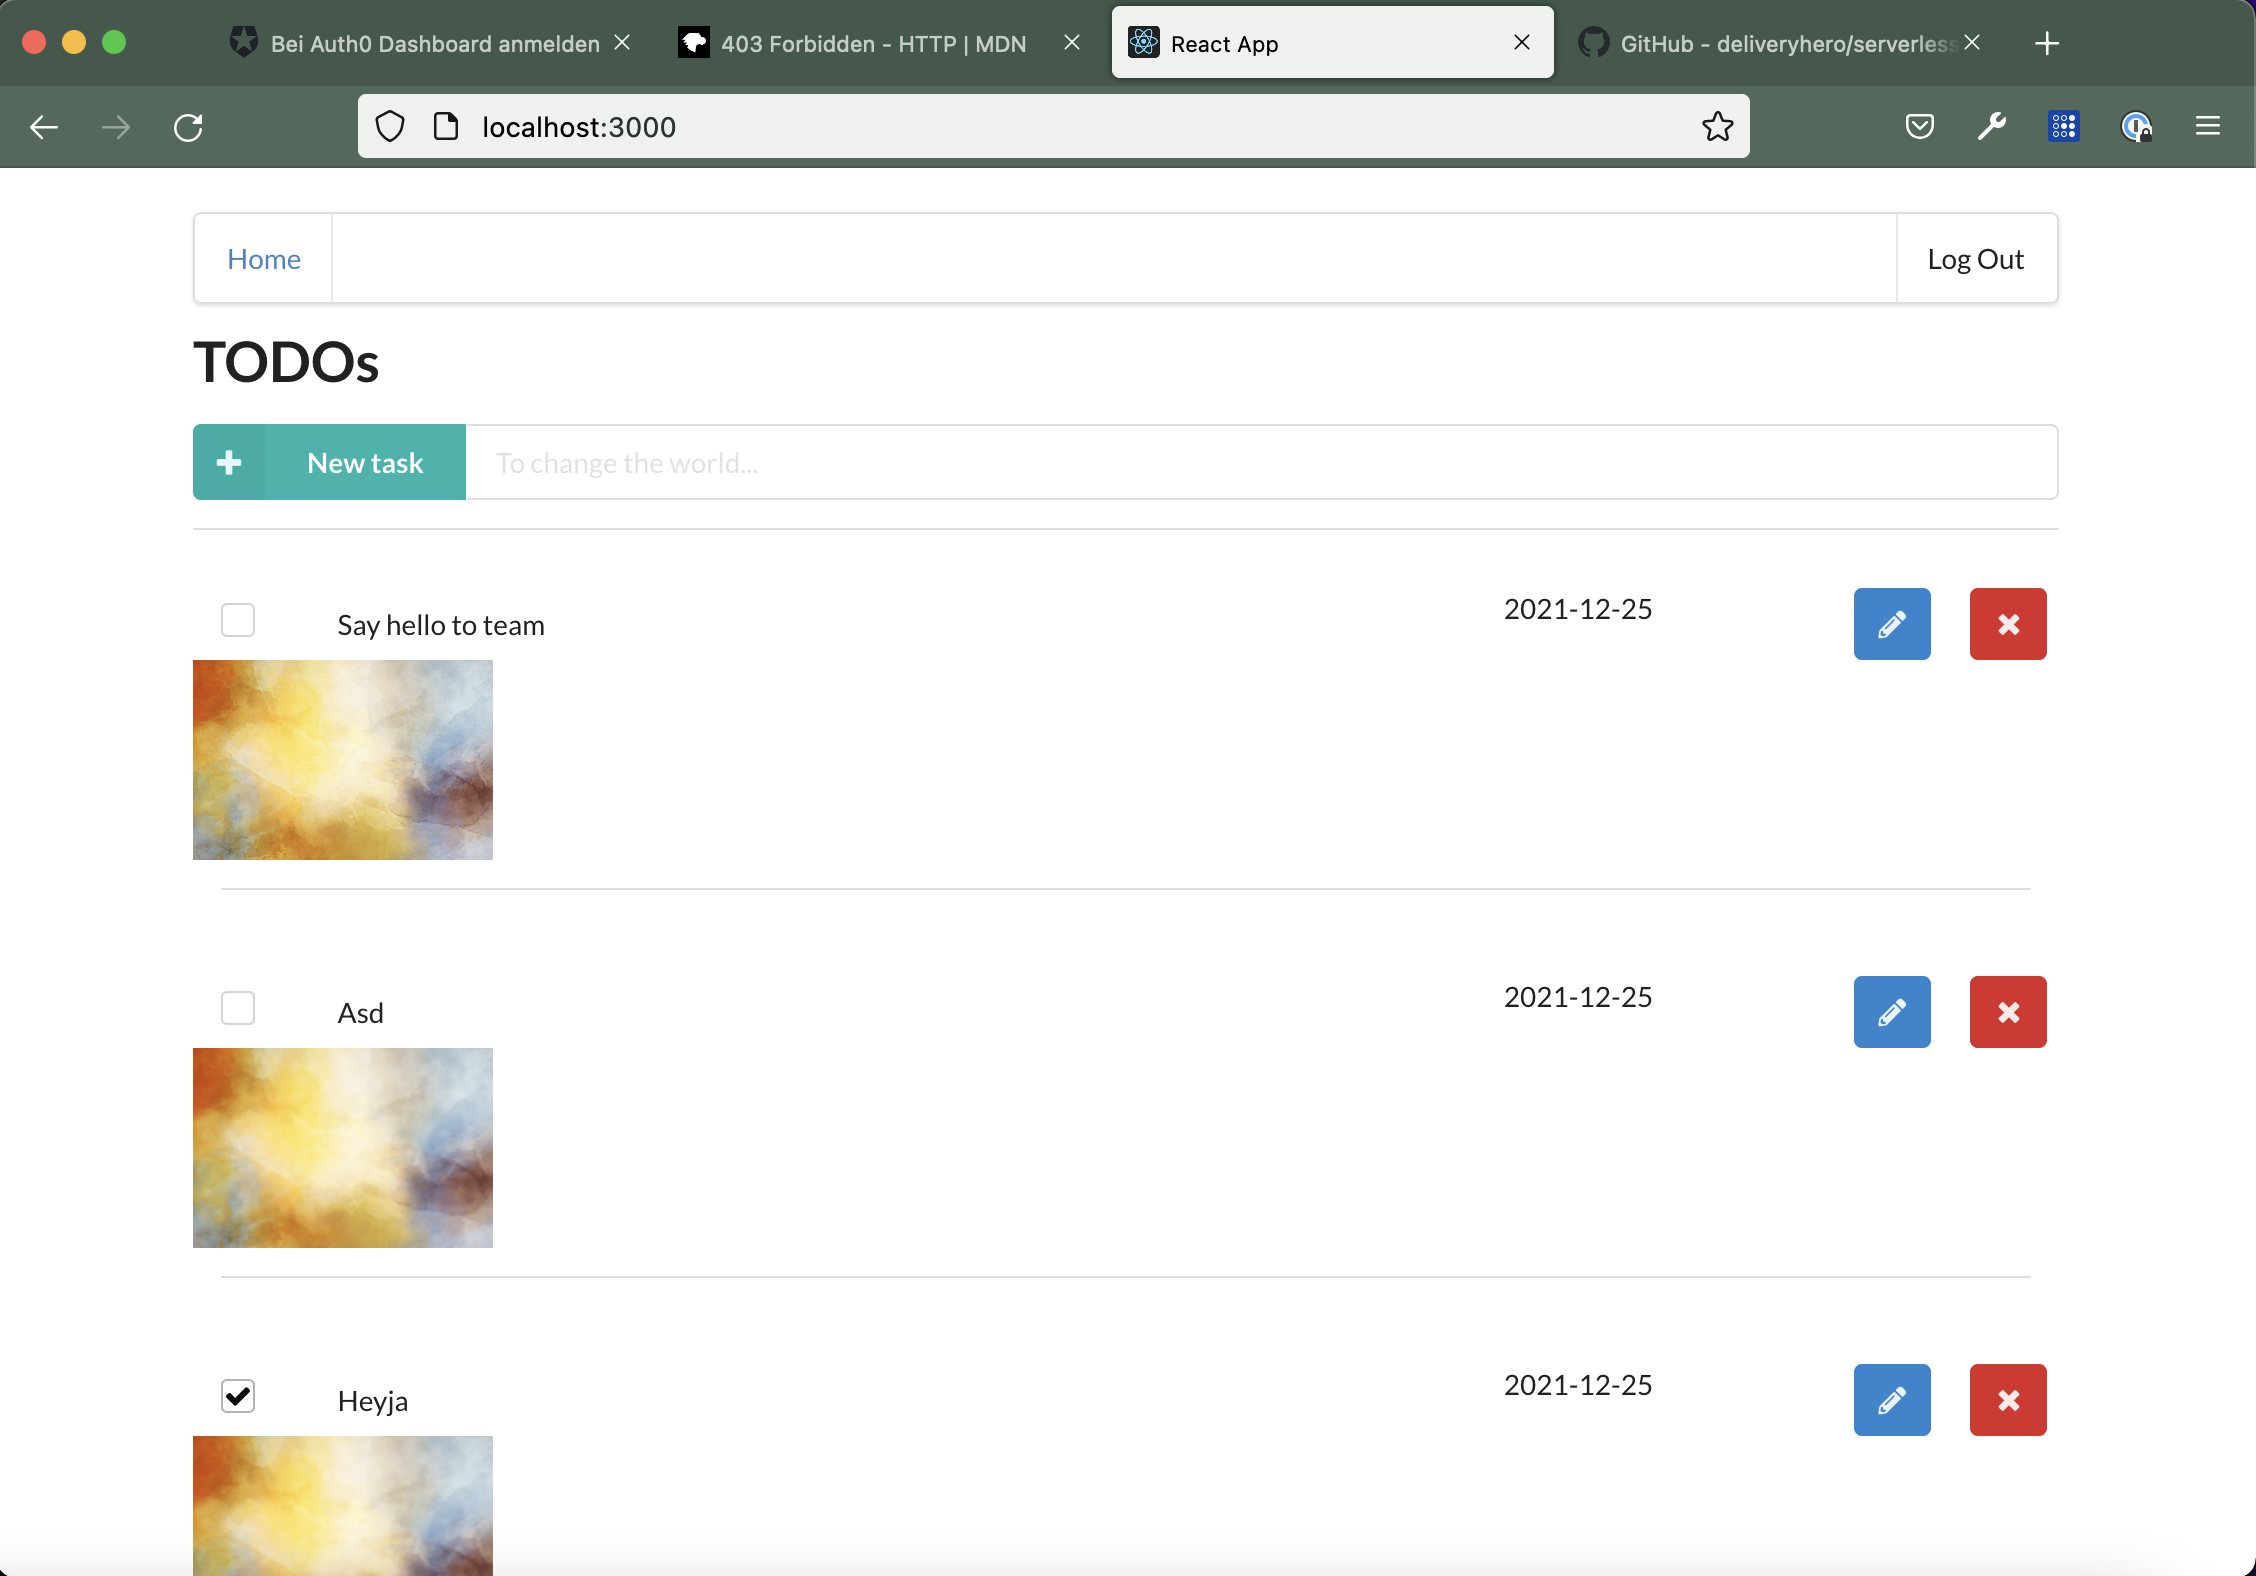 Bei Auth0 Dashboard anmelden
403 Forbidden - HTTP | MDN
React App
GitHub - deliveryhero/serverless
localhost:3000
Home
Log Out
TODOs
New task
To change the world...
Say hello to team
2021-12-25
Asd
2021-12-25
Heyja
2021-12-25